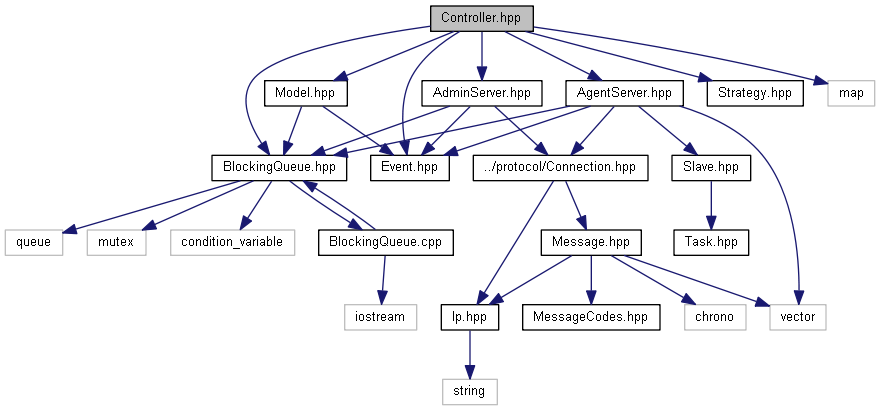 Controller.hpp
Model.hpp
AdminServer.hpp
AgentServer.hpp
Strategy.hpp
map
BlockingQueue.hpp
Event.hpp
../protocol/Connection.hpp
Slave.hpp
queue
mutex
condition_variable
BlockingQueue.cpp
Message.hpp
Task.hpp
iostream
Ip.hpp
MessageCodes.hpp
chrono
vector
string